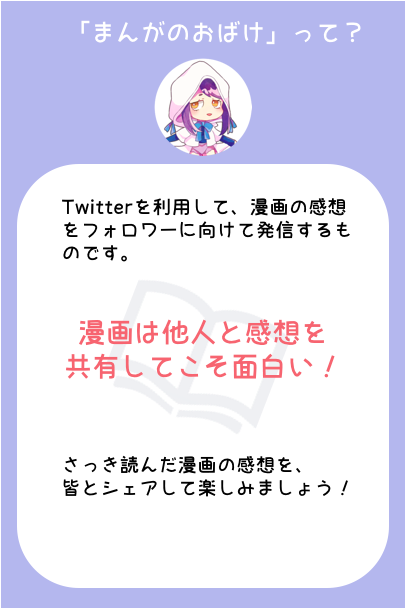 「まんがのおばけ」って？
Twitterを利用して、漫画の感想
をフォロワーに向けて発信するも
のです。
漫画は他人と感想を
共有してこそ面白い！
さっき読んだ漫画の感想を、
皆とシェアして楽しみましょう！